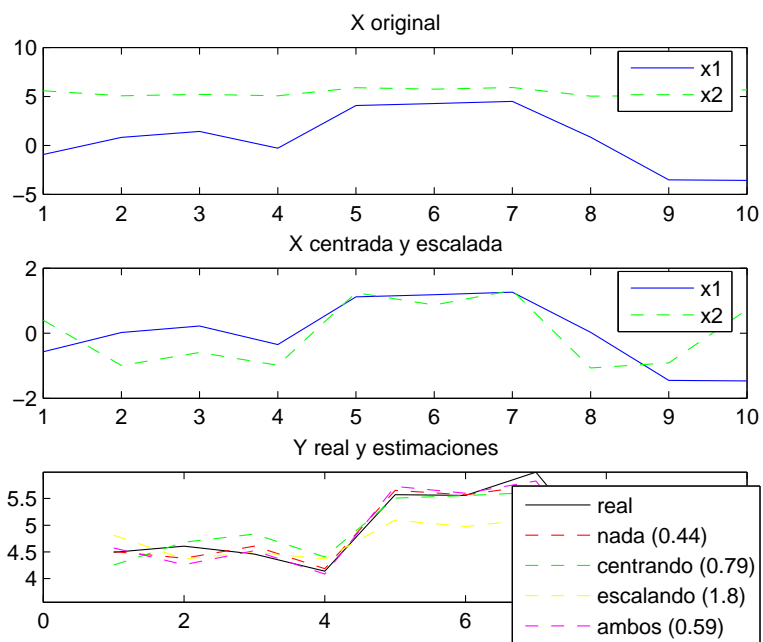 X original
10
5
0
−5
x1
x2
1 2 3 4 5 6 7 8 9 10
X centrada y escalada
2
0
−2
x1
x2
1 2 3 4 5 6 7 8 9 10
Y real y estimaciones
5.5
5
4.5
4
real
nada (0.44)
centrando (0.79)
escalando (1.8)
ambos (0.59)
0 2 4 6